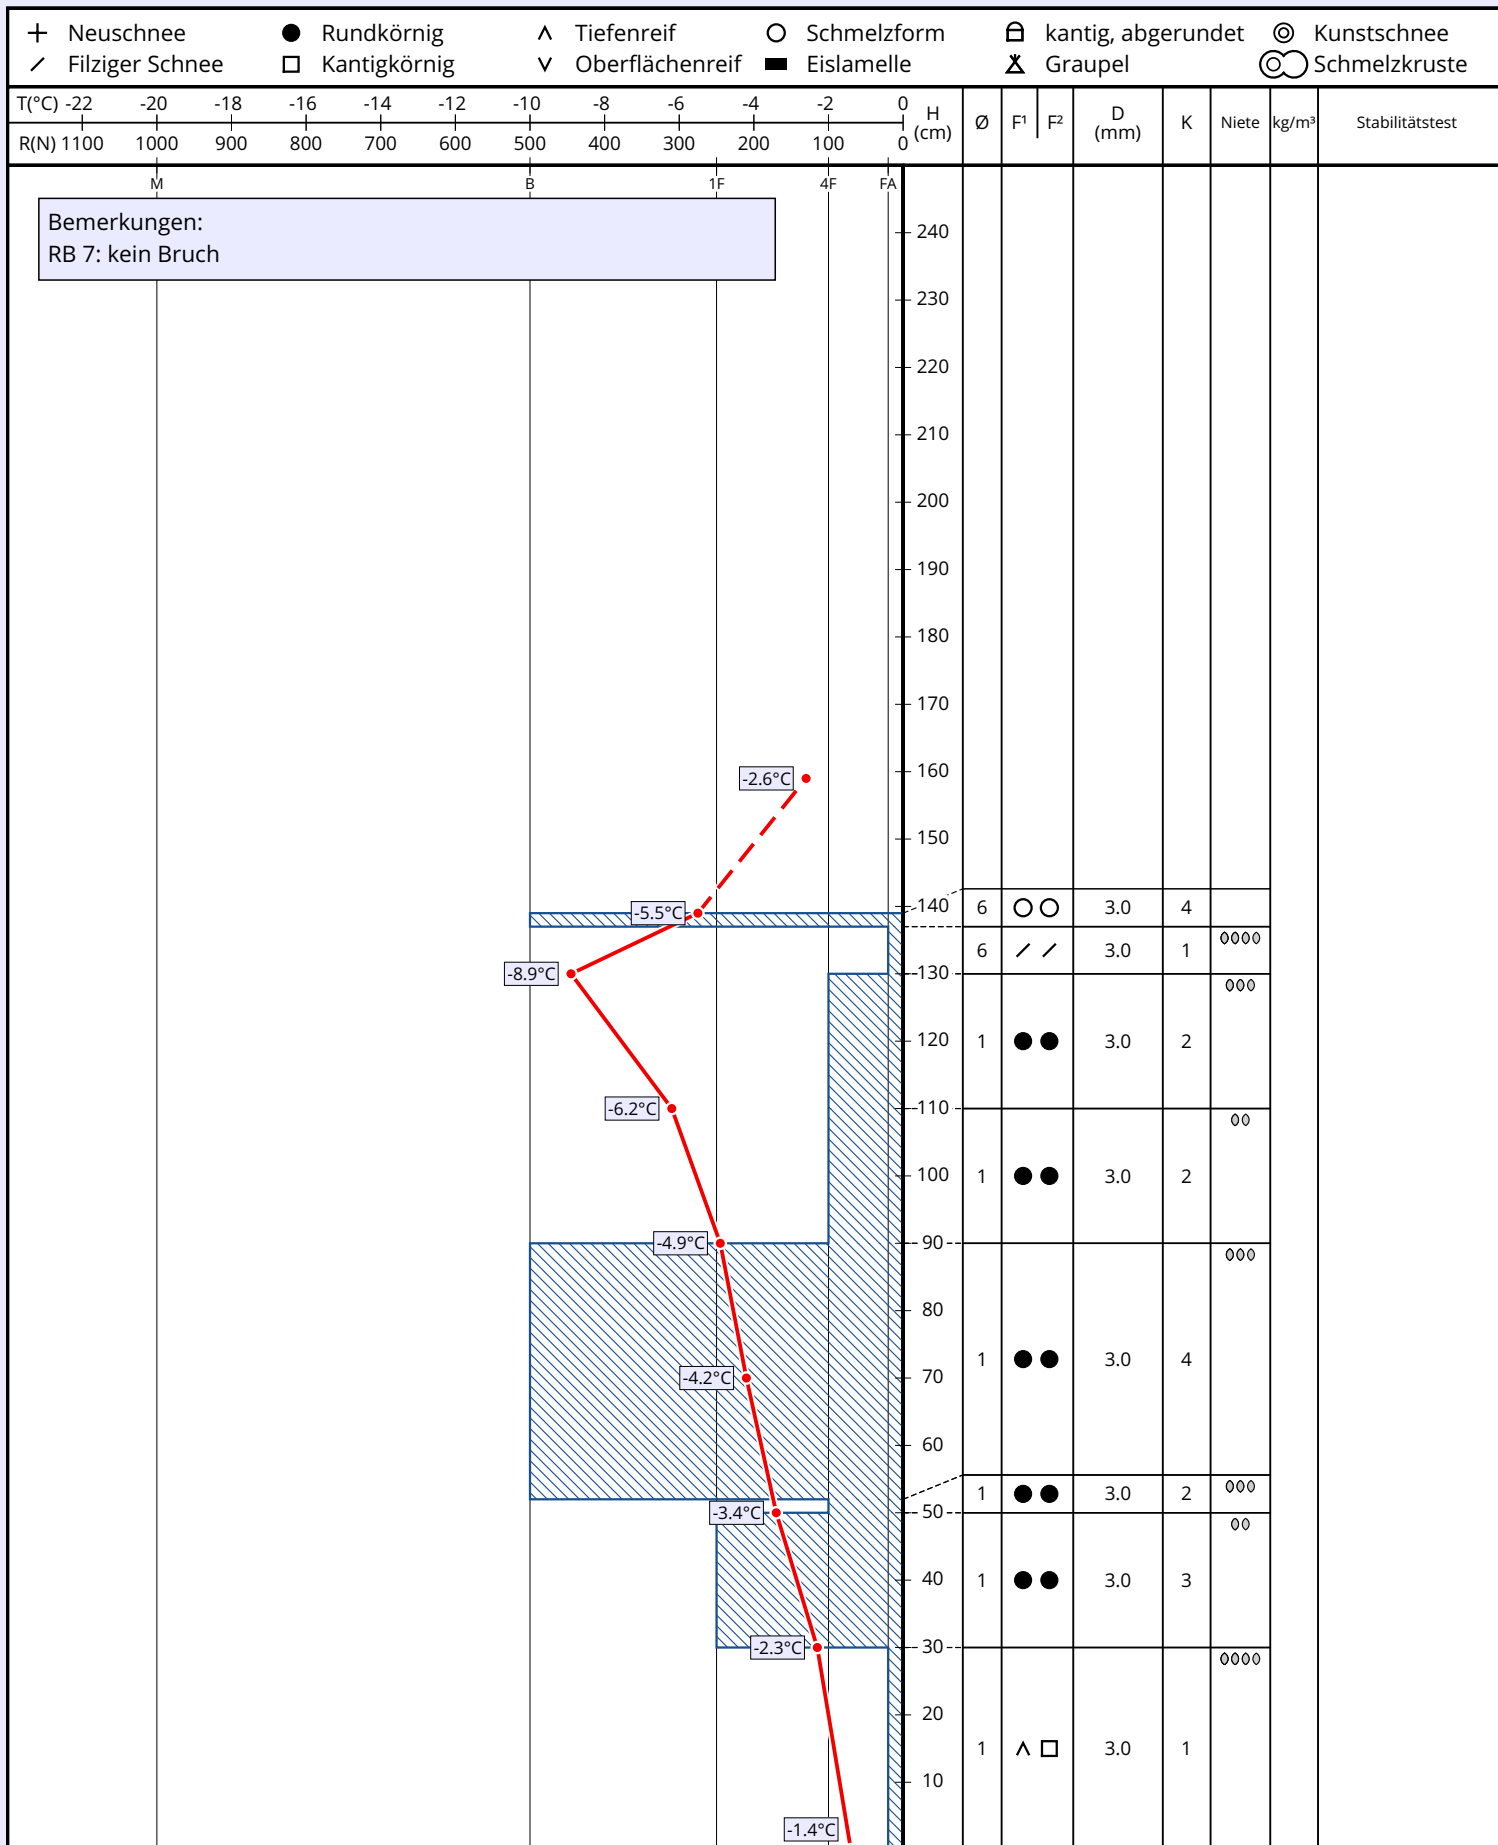 Neuschnee Rundkörnig Tiefenreif Schmelzform kantig, abgerundet Kunstschnee
Filziger Schnee Kantigkörnig Oberflächenreif Eislamelle Graupel Schmelzkruste
T(°C) -22 -20 -18 -16 -14 -12 -10 -8 -6 -4 -2 0
R(N) 1100 1000 900 800 700 600 500 400 300 200 100 0
H (cm) Ø F¹ F² D (mm) K Niete kg/m³ Stabilitätstest
M B 1F 4F FA
Bemerkungen:
RB 7: kein Bruch
240
230
220
210
200
190
180
170
160
-2.6°C
150
140
-5.5°C
6 3.0 4
6 3.0 1
-8.9°C
130
120
1 3.0 2
-6.2°C
110
100
1 3.0 2
-4.9°C
90
80
1 3.0 4
-4.2°C
70
60
1 3.0 2
-3.4°C
50
40
1 3.0 3
-2.3°C
30
20
1 3.0 1
10
-1.4°C